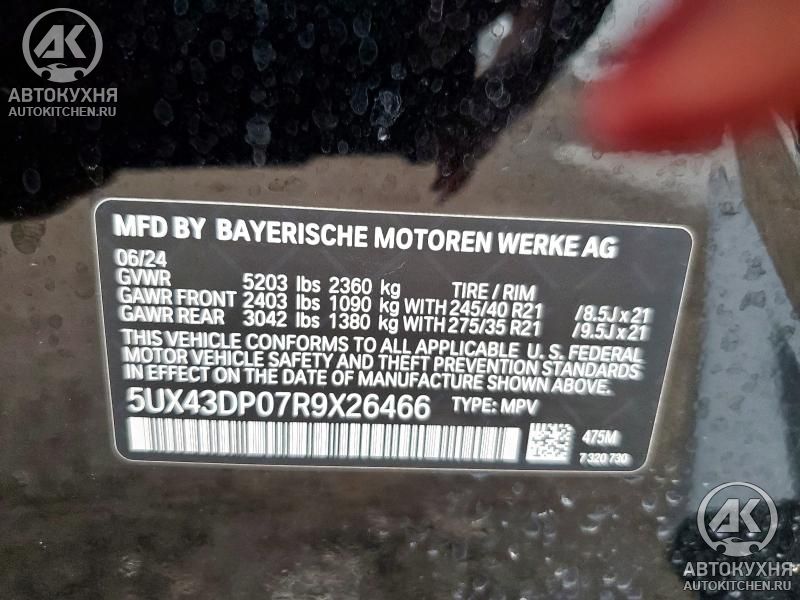 AK
АВТОКУХНЯ
AUTOKITCHEN.RU
MFD BY BAYERISCHE MOTOREN WERKE AG
06/24
GVWR 5203 lbs 2360 kg TIRE / RIM
GAWR FRONT 2403 lbs 1090 kg WITH 245/40 R21 /8.5J x 21
GAWR REAR 3042 lbs 1380 kg WITH 275/35 R21 /9.5J x 21
THIS VEHICLE CONFORMS TO ALL APPLICABLE U. S. FEDERAL
MOTOR VEHICLE SAFETY AND THEFT PREVENTION STANDARDS
IN EFFECT ON THE DATE OF MANUFACTURE SHOWN ABOVE.
5UX43DP07R9X26466 TYPE: MPV
475M
7 320 730
AK
АВТОКУХНЯ
AUTOKITCHEN.RU